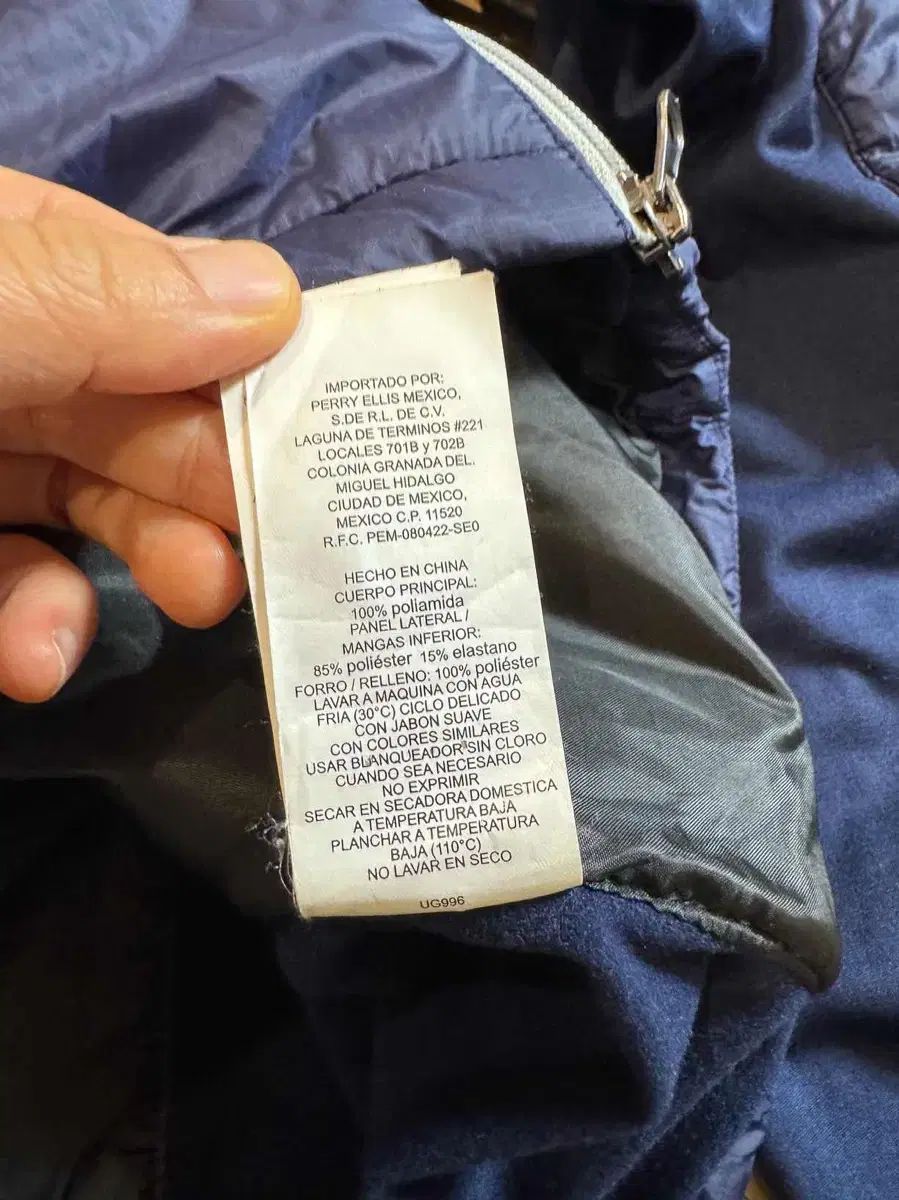 IMPORTADO POR:
PERRY ELLIS MEXICO,
S.DE R.L. DE C.V.
LAGUNA DE TERMINOS #221
LOCALES 701B y 702B
COLONIA GRANADA DEL.
MIGUEL HIDALGO
CIUDAD DE MEXICO,
MEXICO C.P. 11520
R.F.C. PEM-080422-SE0
HECHO EN CHINA
CUERPO PRINCIPAL:
100% poliamida
PANEL LATERAL /
MANGAS INFERIOR:
85% poliéster 15% elastano
FORRO / RELLENO: 100% poliéster
LAVAR A MAQUINA CON AGUA
FRIA (30°C) CICLO DELICADO
CON JABON SUAVE
CON COLORES SIMILARES
USAR BLANQUEADOR SIN CLORO
CUANDO SEA NECESARIO
NO EXPRIMIR
SECAR EN SECADORA DOMESTICA
A TEMPERATURA BAJA
PLANCHAR A TEMPERATURA
BAJA (110°C)
NO LAVAR EN SECO
UG996